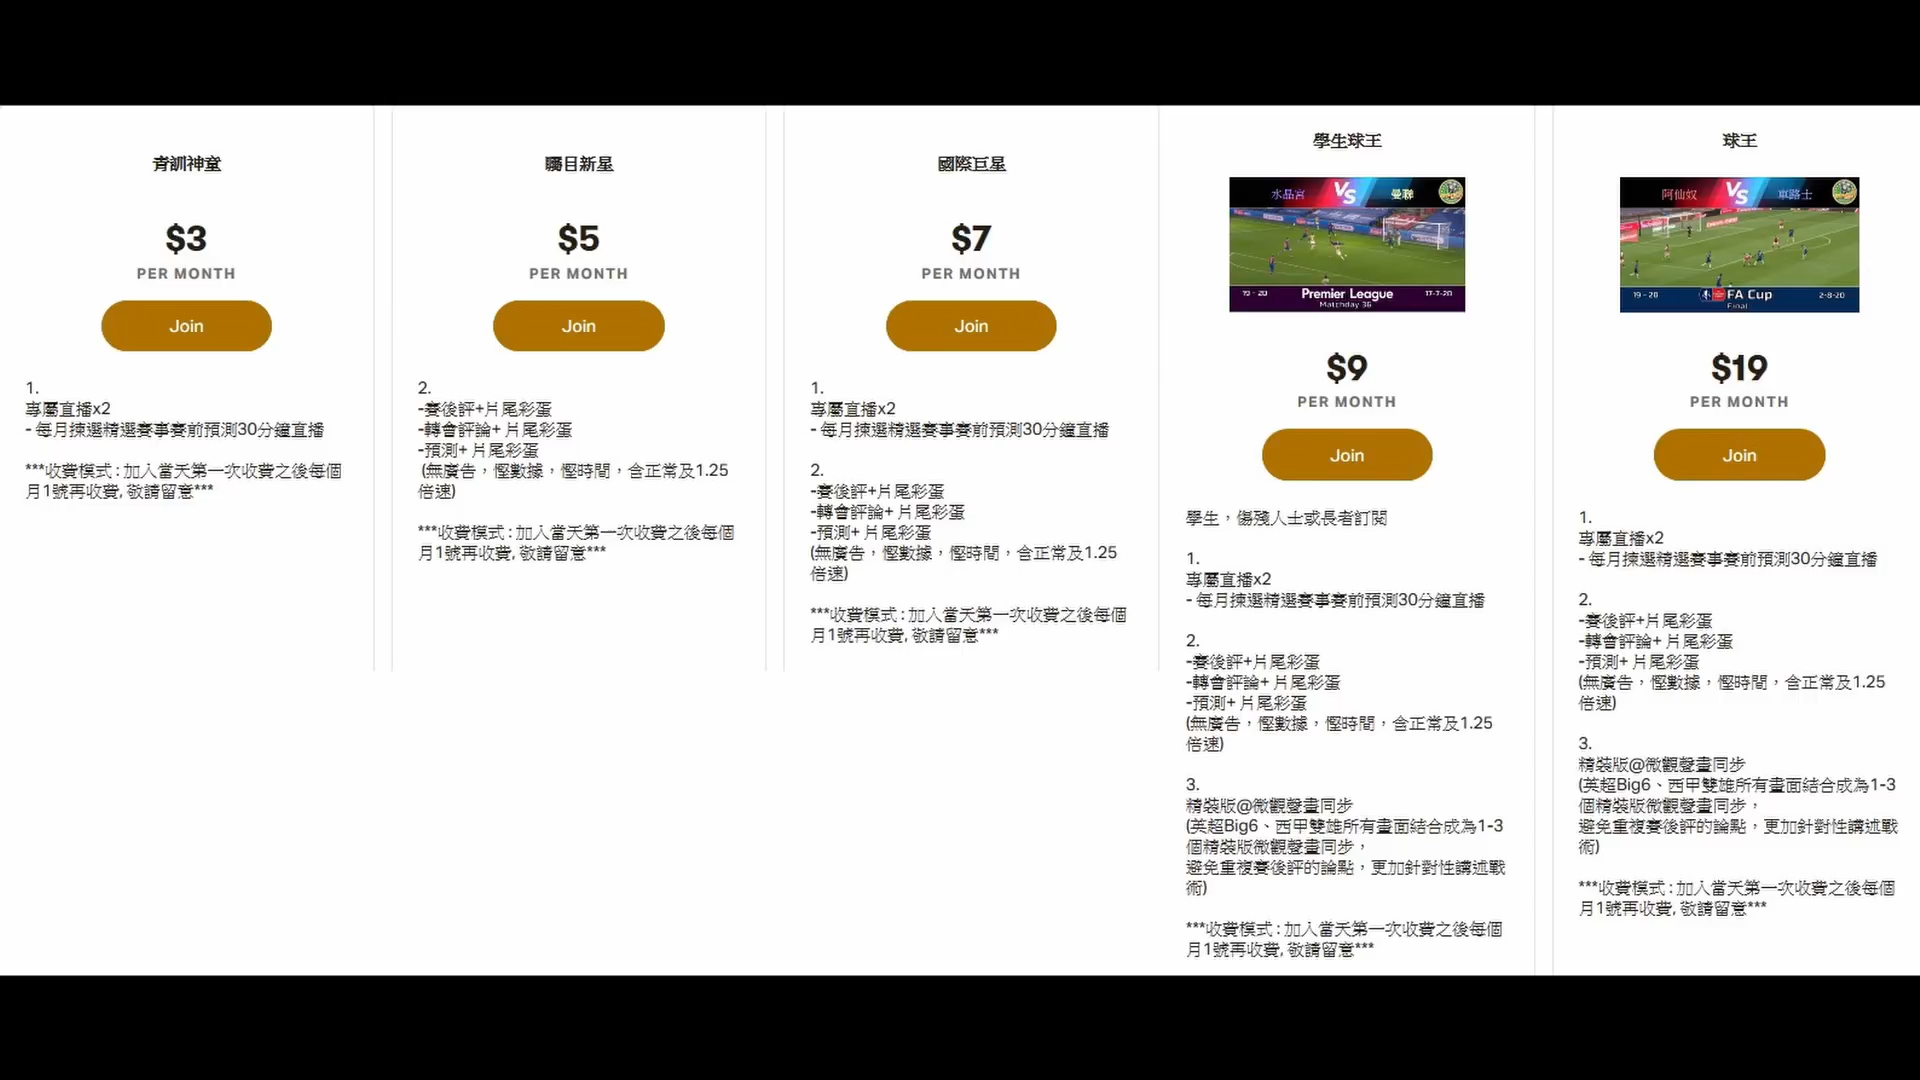 青訓神童
$3
PER MONTH
Join
1.
專屬直播x2
- 每月揀選精選賽事賽前預測30分鐘直播
***收費模式 : 加入當天第一次收費之後每個
月1號再收費, 敬請留意***
矚目新星
$5
PER MONTH
Join
2.
-賽後評+片尾彩蛋
-轉會評論+ 片尾彩蛋
-預測+ 片尾彩蛋
(無廣告，慳數據，慳時間，含正常及1.25
倍速)
***收費模式 : 加入當天第一次收費之後每個
月1號再收費, 敬請留意***
國際巨星
$7
PER MONTH
Join
1.
專屬直播x2
- 每月揀選精選賽事賽前預測30分鐘直播
2.
-賽後評+片尾彩蛋
-轉會評論+ 片尾彩蛋
-預測+ 片尾彩蛋
(無廣告，慳數據，慳時間，含正常及1.25
倍速)
***收費模式 : 加入當天第一次收費之後每個
月1號再收費, 敬請留意***
學生球王
水晶宮 VS 曼聯
19 - 20 Premier League 17-7-20
Matchday 36
$9
PER MONTH
Join
學生，傷殘人士或長者訂閱
1.
專屬直播x2
- 每月揀選精選賽事賽前預測30分鐘直播
2.
-賽後評+片尾彩蛋
-轉會評論+ 片尾彩蛋
-預測+ 片尾彩蛋
(無廣告，慳數據，慳時間，含正常及1.25
倍速)
3.
精裝版@微觀聲畫同步
(英超Big6、西甲雙雄所有畫面結合成為1-3
個精裝版微觀聲畫同步，
避免重複賽後評的論點，更加針對性講述戰
術)
***收費模式 : 加入當天第一次收費之後每個
月1號再收費, 敬請留意***
球王
阿仙奴 VS 車路士
19 - 20 FA Cup 2-8-20
Final
$19
PER MONTH
Join
1.
專屬直播x2
- 每月揀選精選賽事賽前預測30分鐘直播
2.
-賽後評+片尾彩蛋
-轉會評論+ 片尾彩蛋
-預測+ 片尾彩蛋
(無廣告，慳數據，慳時間，含正常及1.25
倍速)
3.
精裝版@微觀聲畫同步
(英超Big6、西甲雙雄所有畫面結合成為1-3
個精裝版微觀聲畫同步，
避免重複賽後評的論點，更加針對性講述戰
術)
***收費模式 : 加入當天第一次收費之後每個
月1號再收費, 敬請留意***